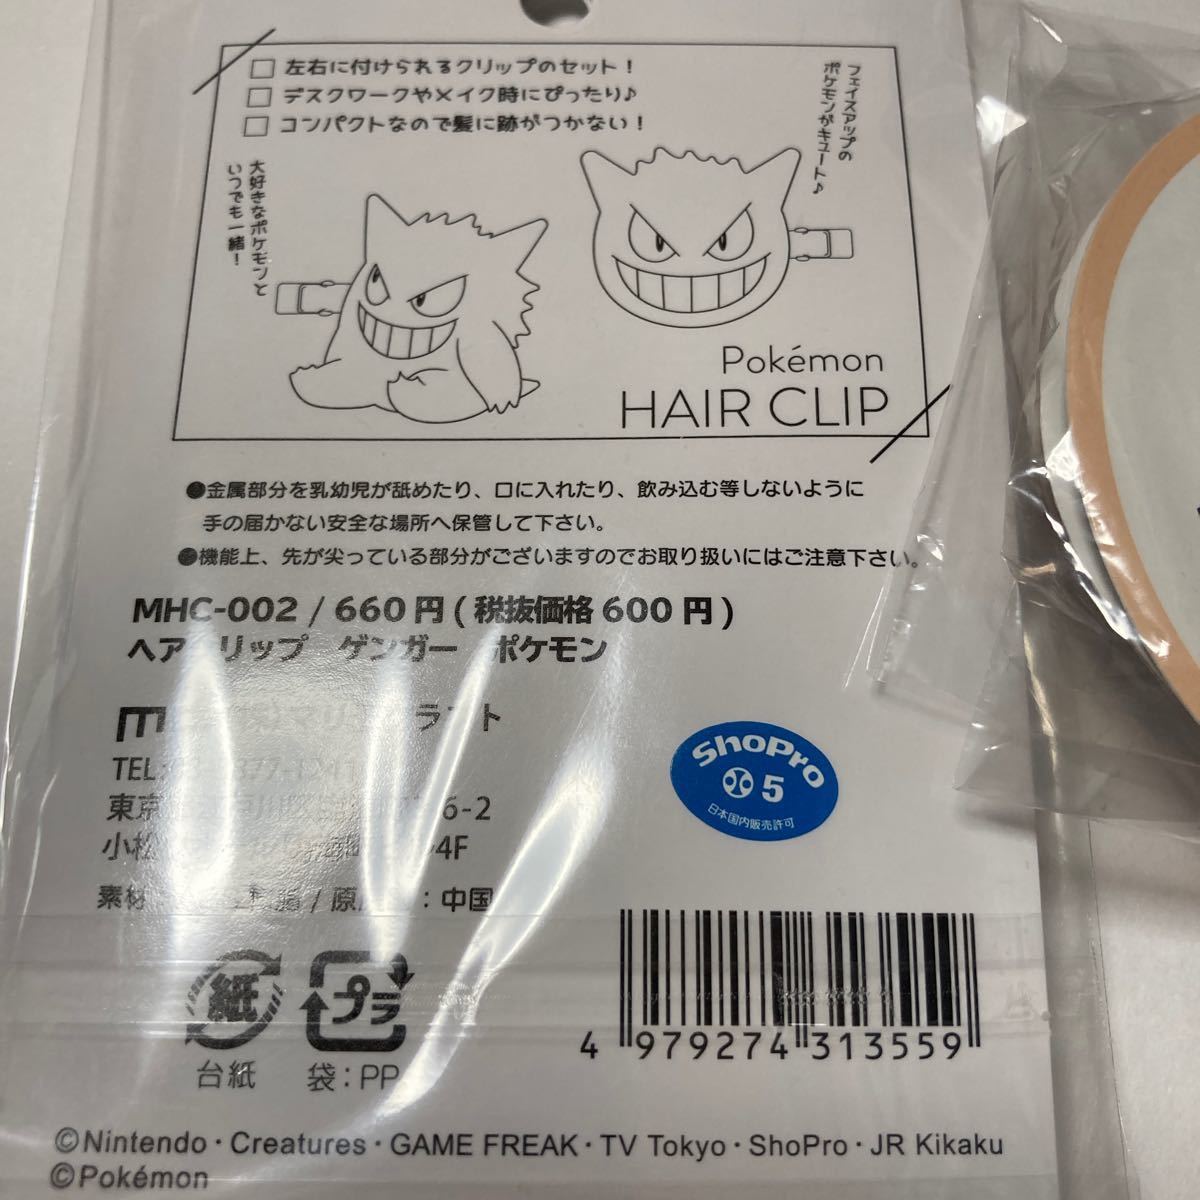 左右に付けられるクリップのセット！
デスクワークやメイク時にぴったり♪
コンパクトなので髪に跡がつかない！
フェイスアップの
ポケモンがキュート♪
大好きなポケモンと
いつでも一緒！
Pokémon
HAIR CLIP
●金属部分を乳幼児が舐めたり、口に入れたり、飲み込む等しないように
手の届かない安全な場所へ保管して下さい。
●機能上、先が尖っている部分がございますのでお取り扱いにはご注意下さい。
MHC-002 / 660円 ( 税抜価格 600 円 )
ヘアクリップ ゲンガー ポケモン
ラフト
TEL:
東京
6-2
小松
4F
素材
/ 原
: 中国
ShoPro
5
日本国内販売許可
紙
プラ
台紙
袋:PP
4 979274 313559
©Nintendo・Creatures・GAME FREAK・TV Tokyo・ShoPro・JR Kikaku
©Pokémon